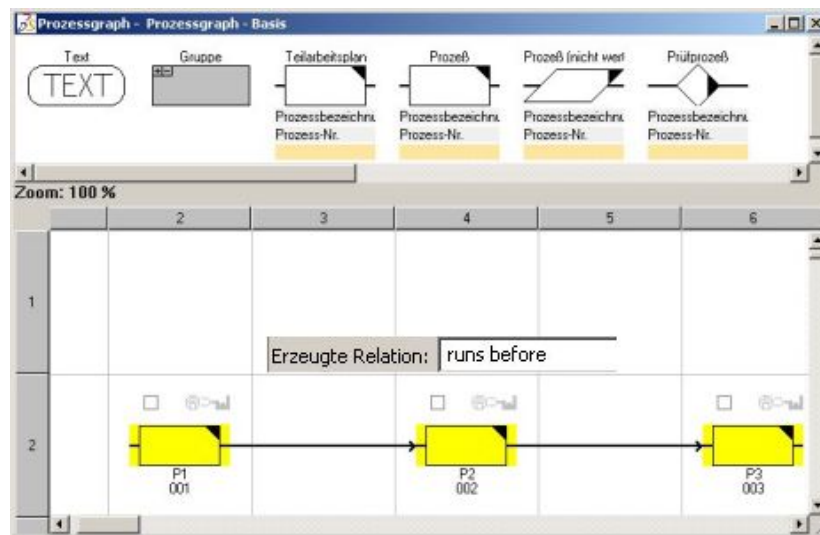 Prozessgraph - Prozessgraph - Basis
Text Gruppe Teilarbeitsplan Prozeß Prozeß (nicht wert Prüfprozeß
TEXT
Prozessbezeichnu Prozessbezeichnu Prozessbezeichnu Prozessbezeichnu
Prozess-Nr. Prozess-Nr. Prozess-Nr. Prozess-Nr.
Zoom: 100 %
2 3 4 5 6
1
Erzeugte Relation: runs before
2
P1 P2 P3
001 002 003